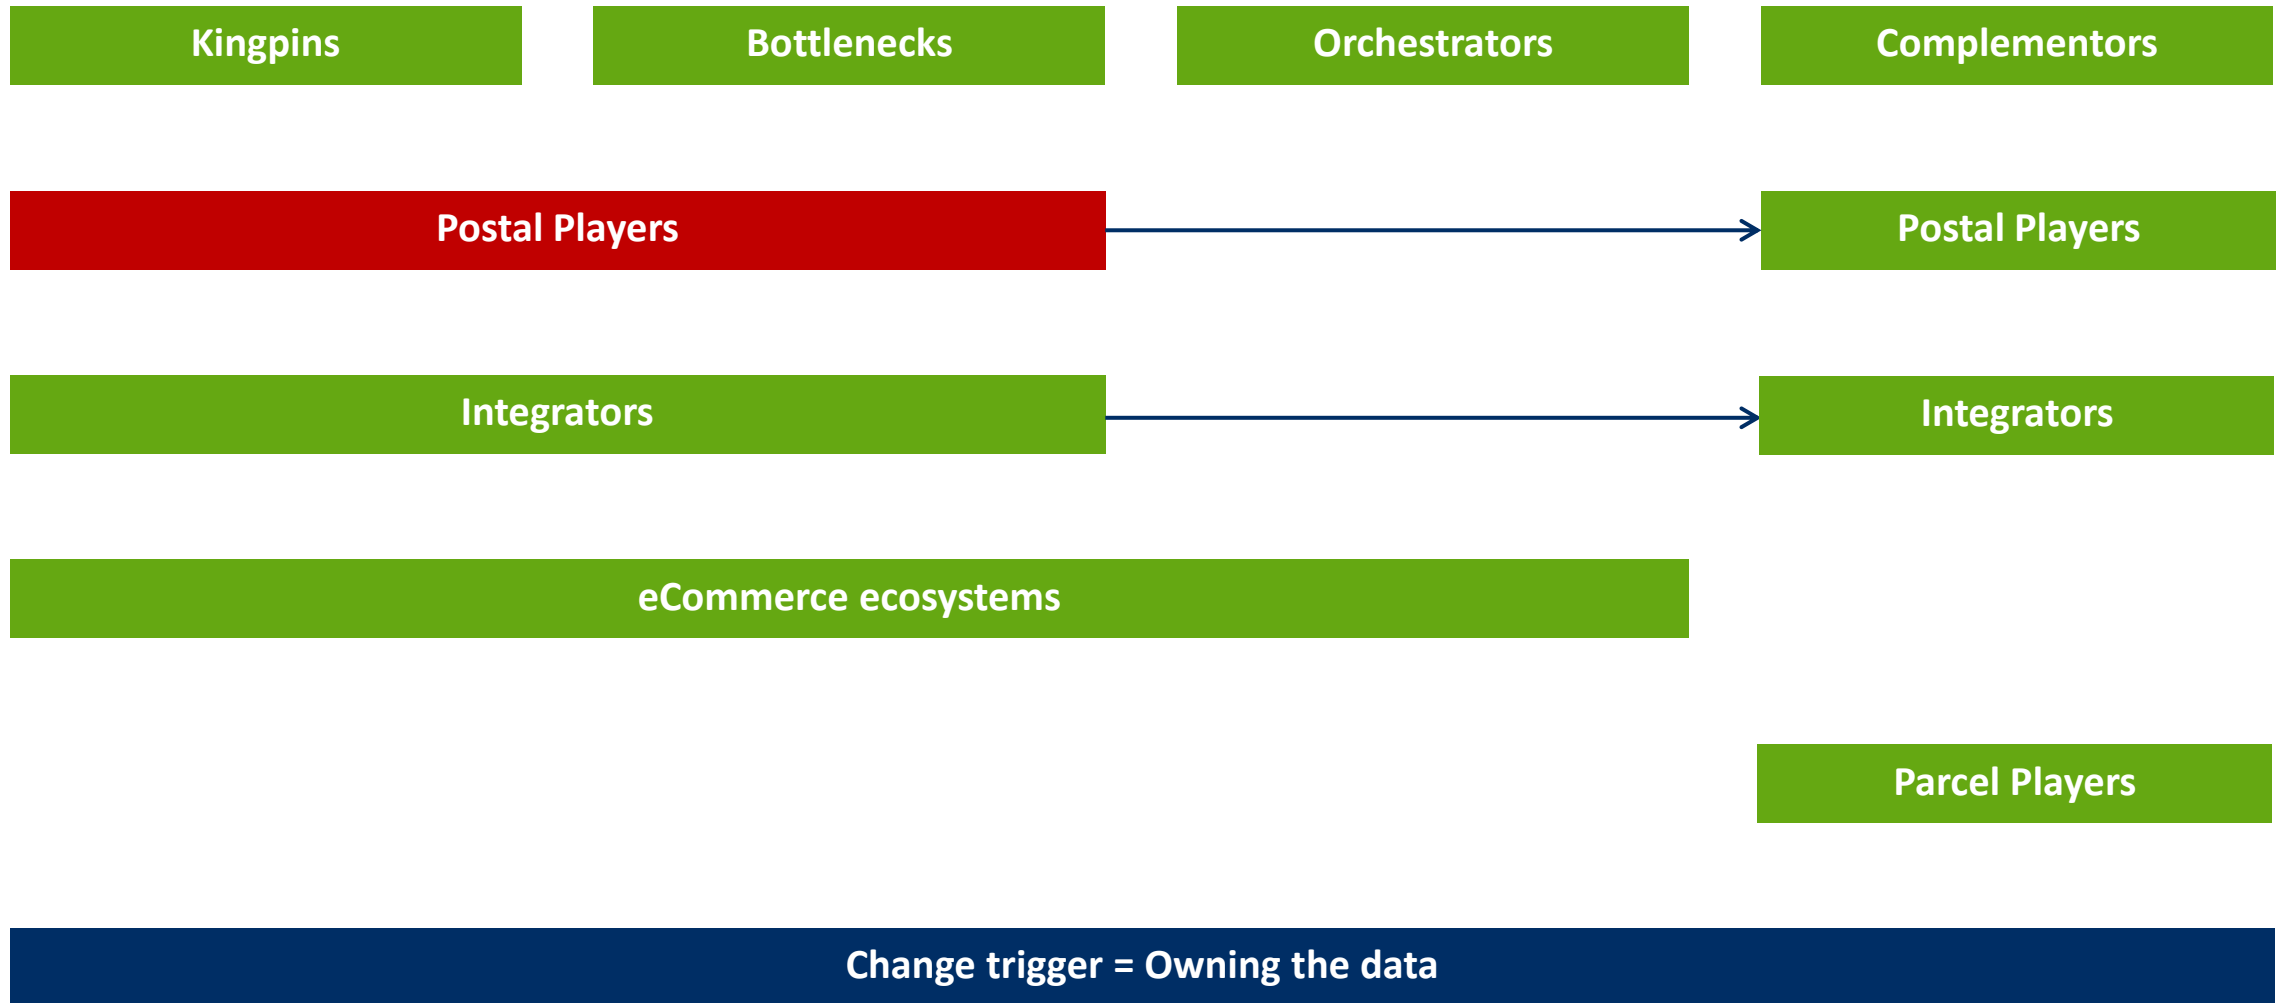 Kingpins
Bottlenecks
Orchestrators
Complementors
Postal Players
Postal Players
Integrators
Integrators
eCommerce ecosystems
Parcel Players
Change trigger = Owning the data